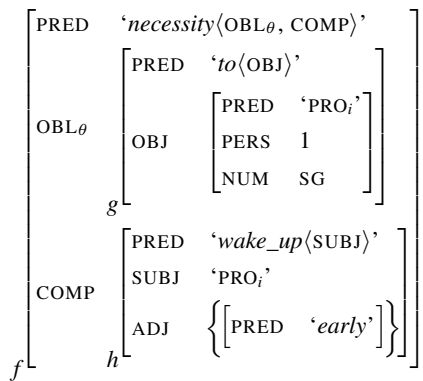 PRED ‘necessity⟨OBLθ, COMP⟩’
PRED ‘to⟨OBJ⟩’
PRED ‘PROi’
OBLθ OBJ PERS 1
NUM SG
g
PRED ‘wake_up⟨SUBJ⟩’
SUBJ ‘PROi’
COMP
ADJ {[PRED ‘early’]}
f h